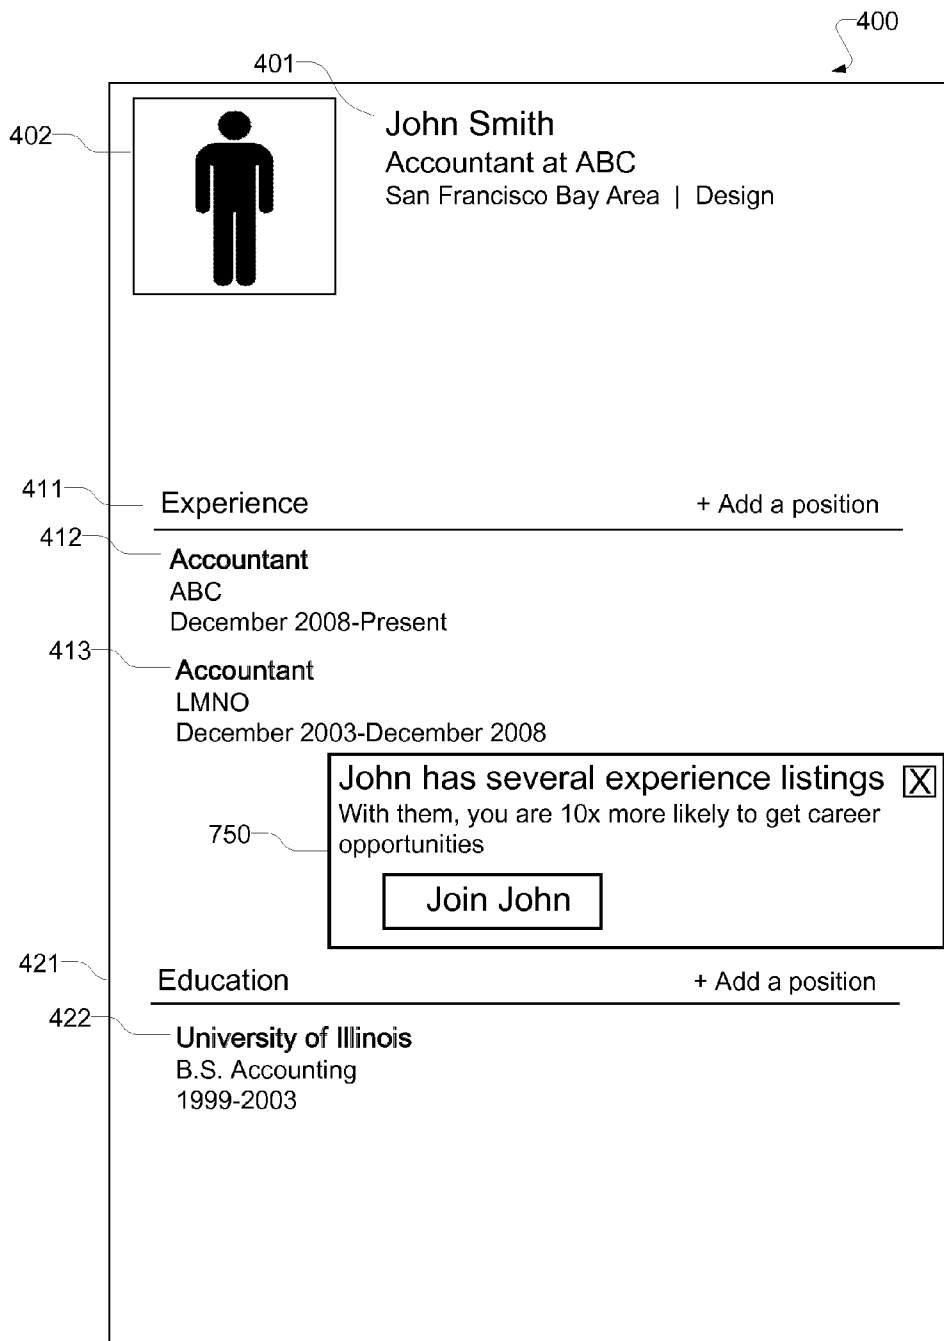 400
401
402
John Smith
Accountant at ABC
San Francisco Bay Area | Design
411
Experience
+ Add a position
412
Accountant
ABC
December 2008-Present
413
Accountant
LMNO
December 2003-December 2008
John has several experience listings X
With them, you are 10x more likely to get career
opportunities
750
Join John
421
Education
+ Add a position
422
University of Illinois
B.S. Accounting
1999-2003